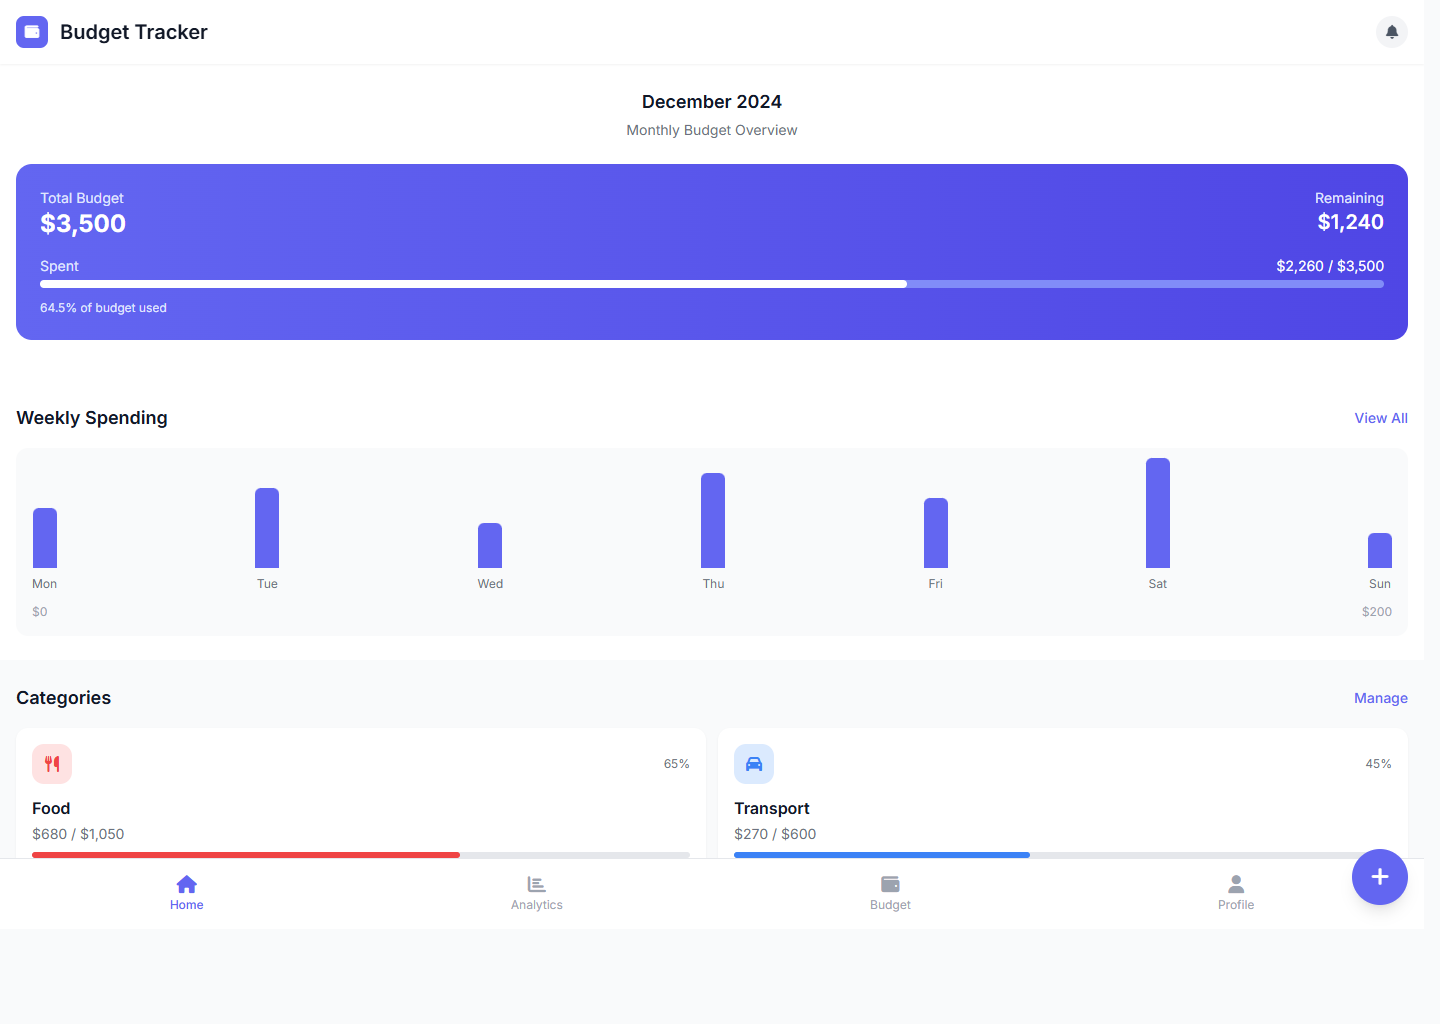 Budget Tracker
December 2024
Monthly Budget Overview
Total Budget
Remaining
$3,500
$1,240
Spent
$2,260 / $3,500
64.5% of budget used
Weekly Spending
View All
Mon
Tue
Wed
Thu
Fri
Sat
Sun
$0
$200
Categories
Manage
65%
Food
$680 / $1,050
45%
Transport
$270 / $600
Home
Analytics
Budget
Profile